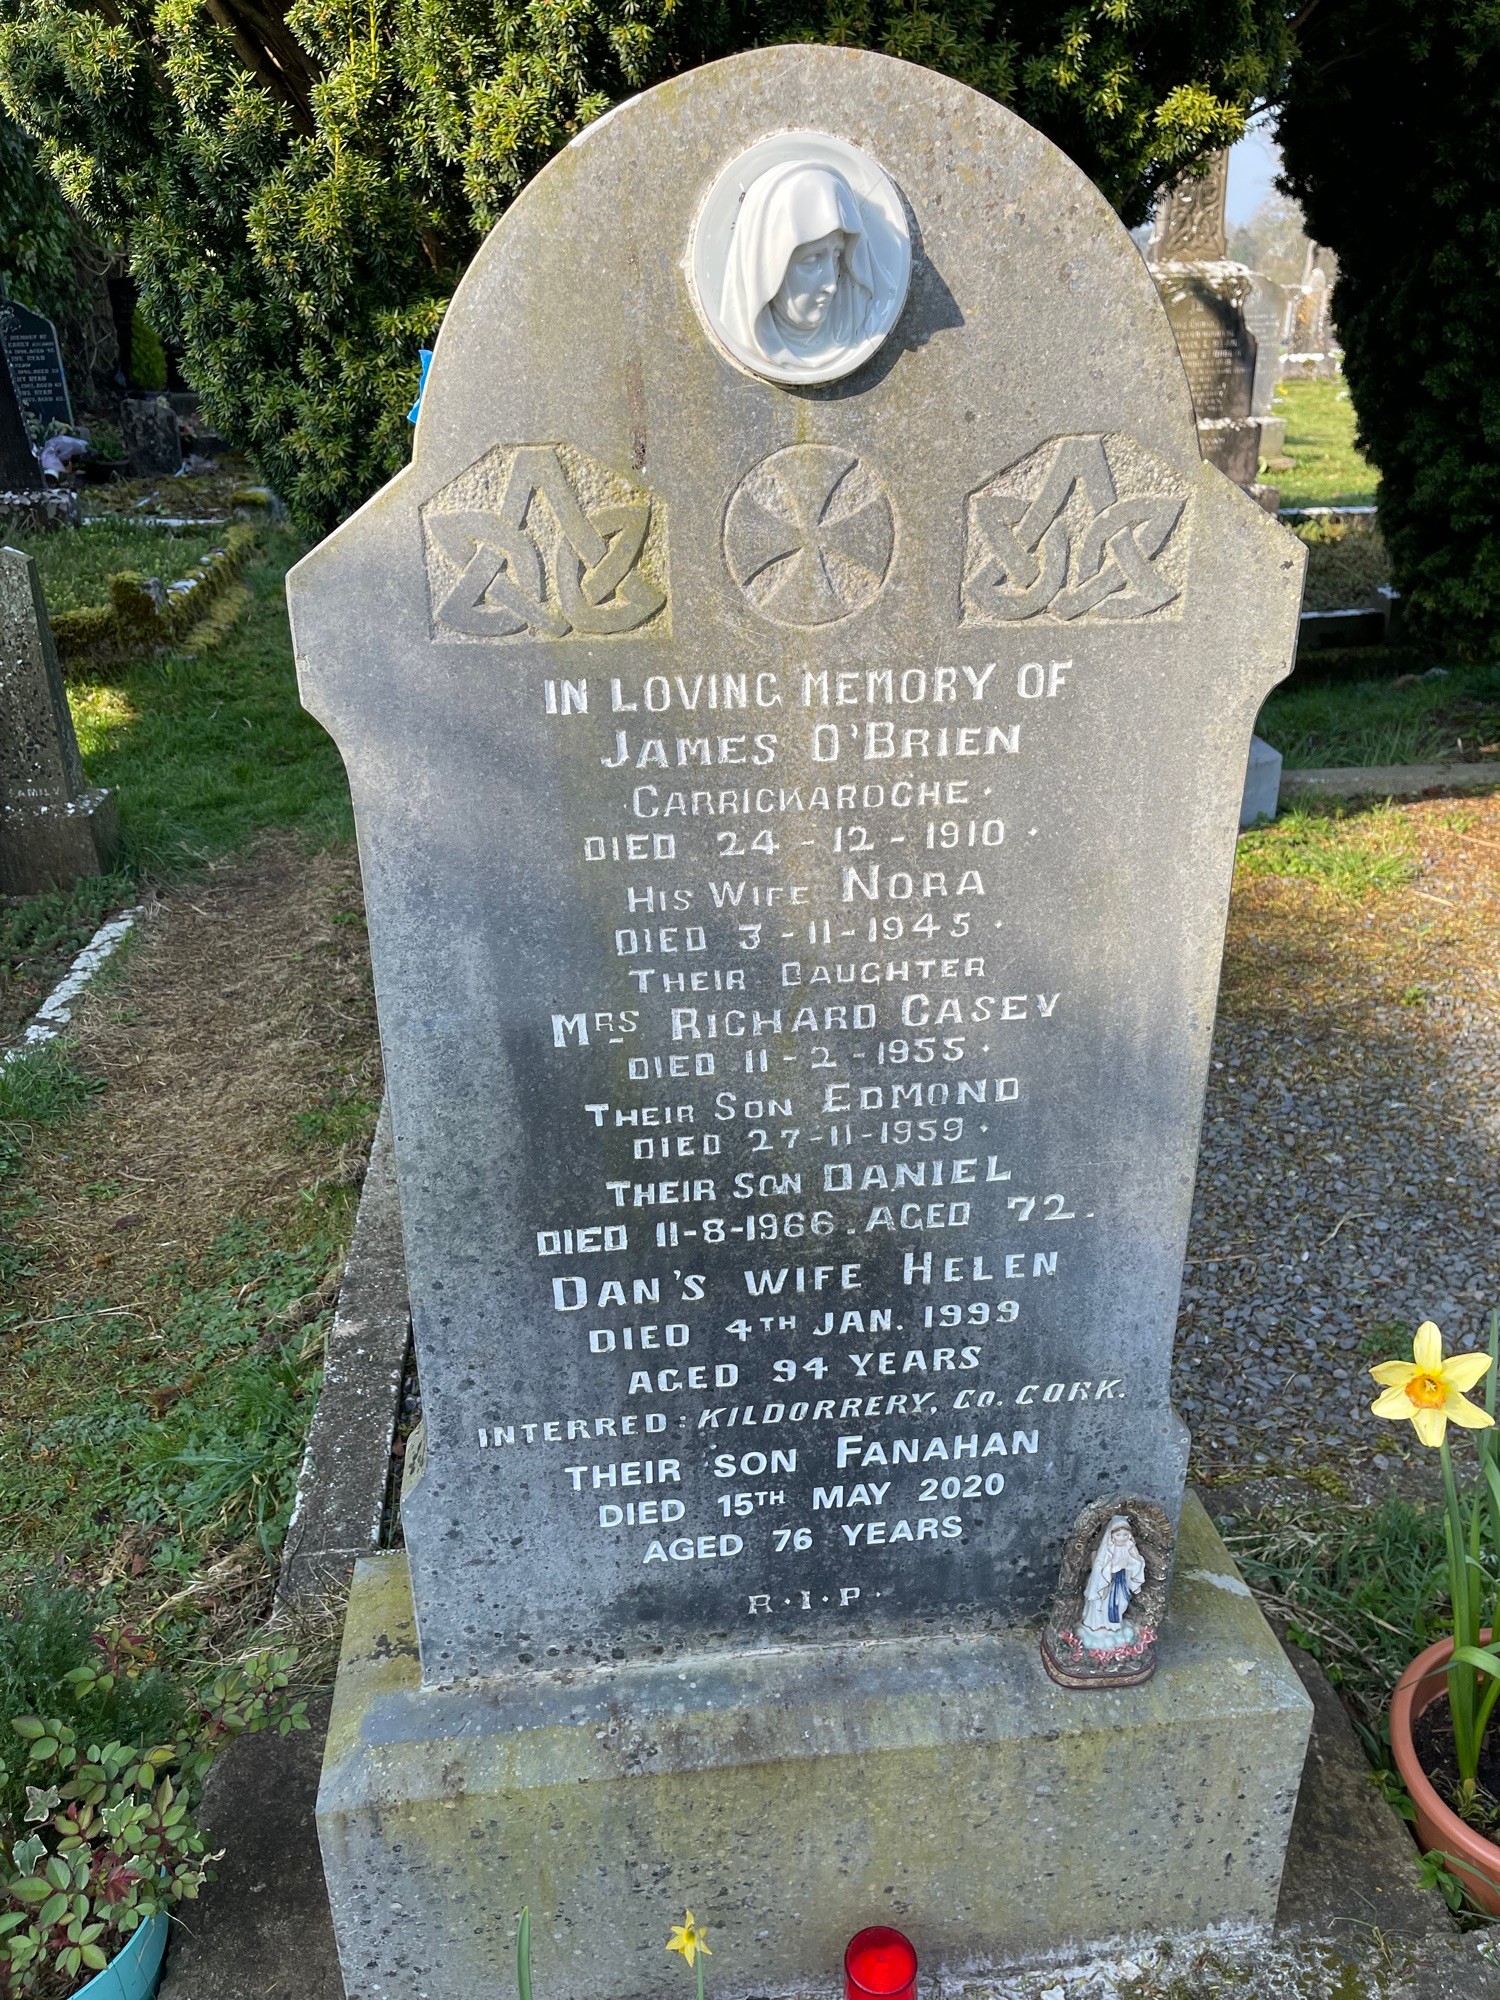 IN LOVING MEMORY OF
JAMES O'BRIEN
CARRICKAROGHE.
DIED 24-12-1910.
HIS WIFE NORA
DIED 3-11-1945.
THEIR DAUGHTER
MRS RICHARD CASEY
DIED 11-2-1955.
THEIR SON EDMOND
DIED 27-11-1959.
THEIR SON DANIEL
DIED 11-8-1966. AGED 72.
DAN'S WIFE HELEN
DIED 4TH JAN. 1999
AGED 94 YEARS
INTERRED: KILDORRERY, CO. CORK.
THEIR SON FANAHAN
DIED 15TH MAY 2020
AGED 76 YEARS
R.I.P.